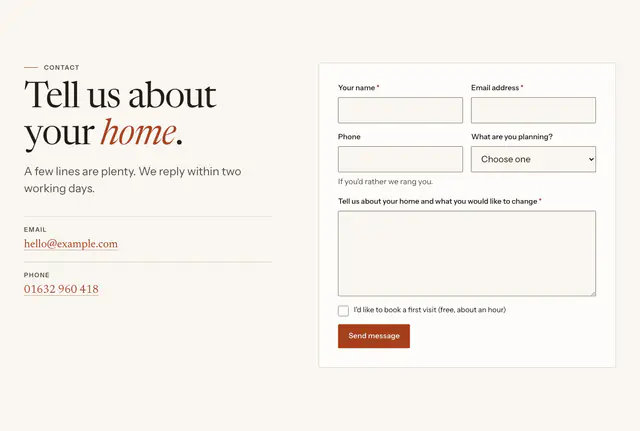 CONTACT
Tell us about
your home.
A few lines are plenty. We reply within two
working days.
EMAIL
hello@example.com
PHONE
01632 960 418
Your name *
Email address *
Phone
What are you planning?
Choose one
If you'd rather we rang you.
Tell us about your home and what you would like to change *
I'd like to book a first visit (free, about an hour)
Send message